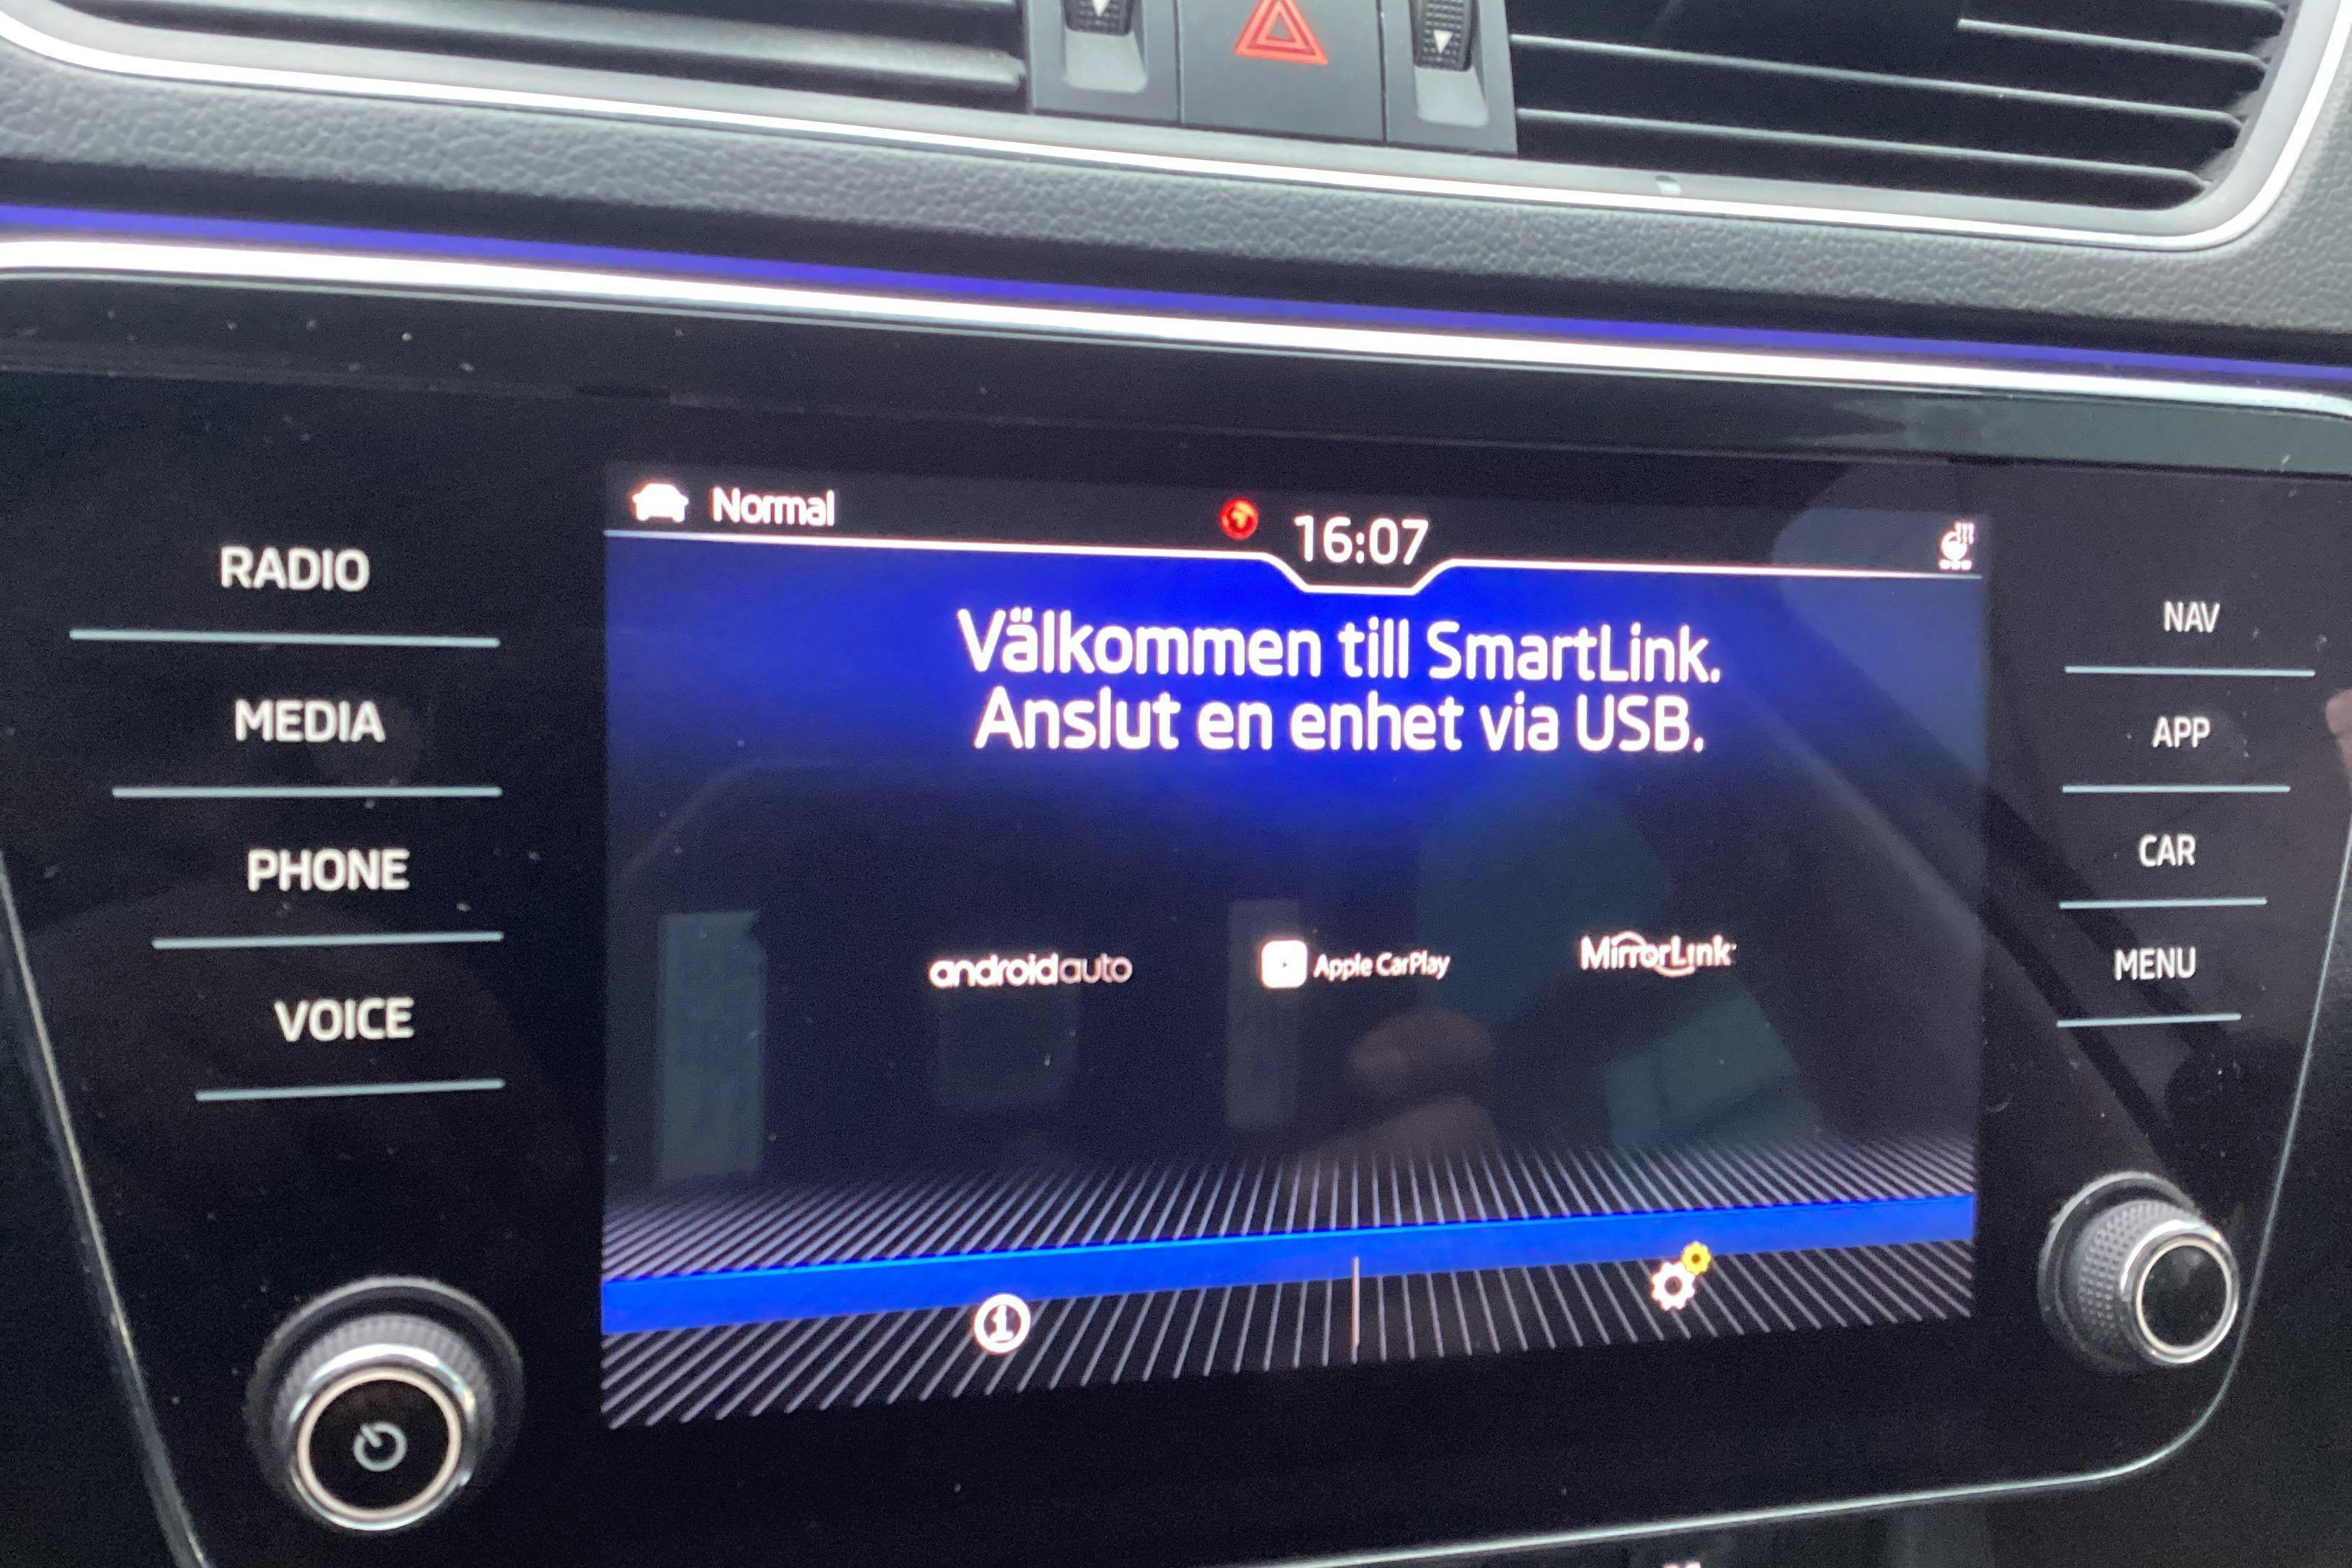 Normal
16:07
RADIO
MEDIA
PHONE
VOICE
Välkommen till SmartLink.
Anslut en enhet via USB.
androidauto
Apple CarPlay
MirrorLink
NAV
APP
CAR
MENU